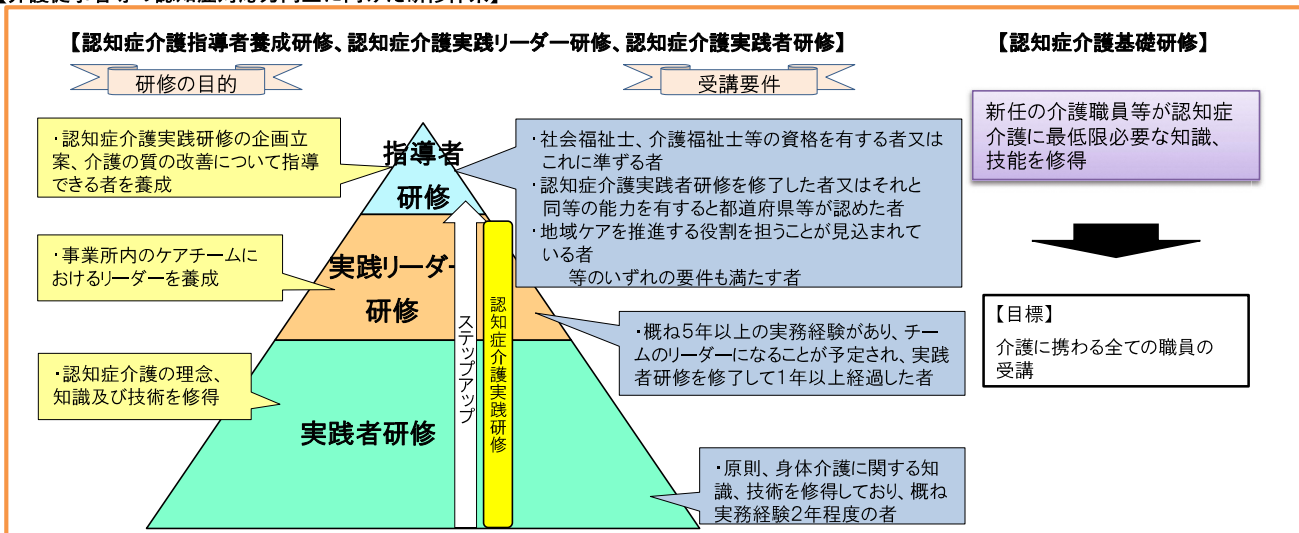 【認知症介護指導者養成研修、認知症介護実践リーダー研修、認知症介護実践者研修】
【認知症介護基礎研修】
研修の目的
受講要件
・認知症介護実践研修の企画立
案、介護の質の改善について指導
できる者を養成
・事業所内のケアチームに
おけるリーダーを養成
・認知症介護の理念、
知識及び技術を修得
指導者
研修
実践リーダー
研修
実践者研修
ステップアップ
認知症介護実践研修
・社会福祉士、介護福祉士等の資格を有する者又は
これに準ずる者
・認知症介護実践者研修を修了した者又はそれと
同等の能力を有すると都道府県等が認めた者
・地域ケアを推進する役割を担うことが見込まれて
いる者
等のいずれの要件も満たす者
・概ね5年以上の実務経験があり、チー
ムのリーダーになることが予定され、実践
者研修を修了して1年以上経過した者
・原則、身体介護に関する知
識、技術を修得しており、概ね
実務経験2年程度の者
新任の介護職員等が認知症
介護に最低限必要な知識、
技能を修得
【目標】
介護に携わる全ての職員の
受講